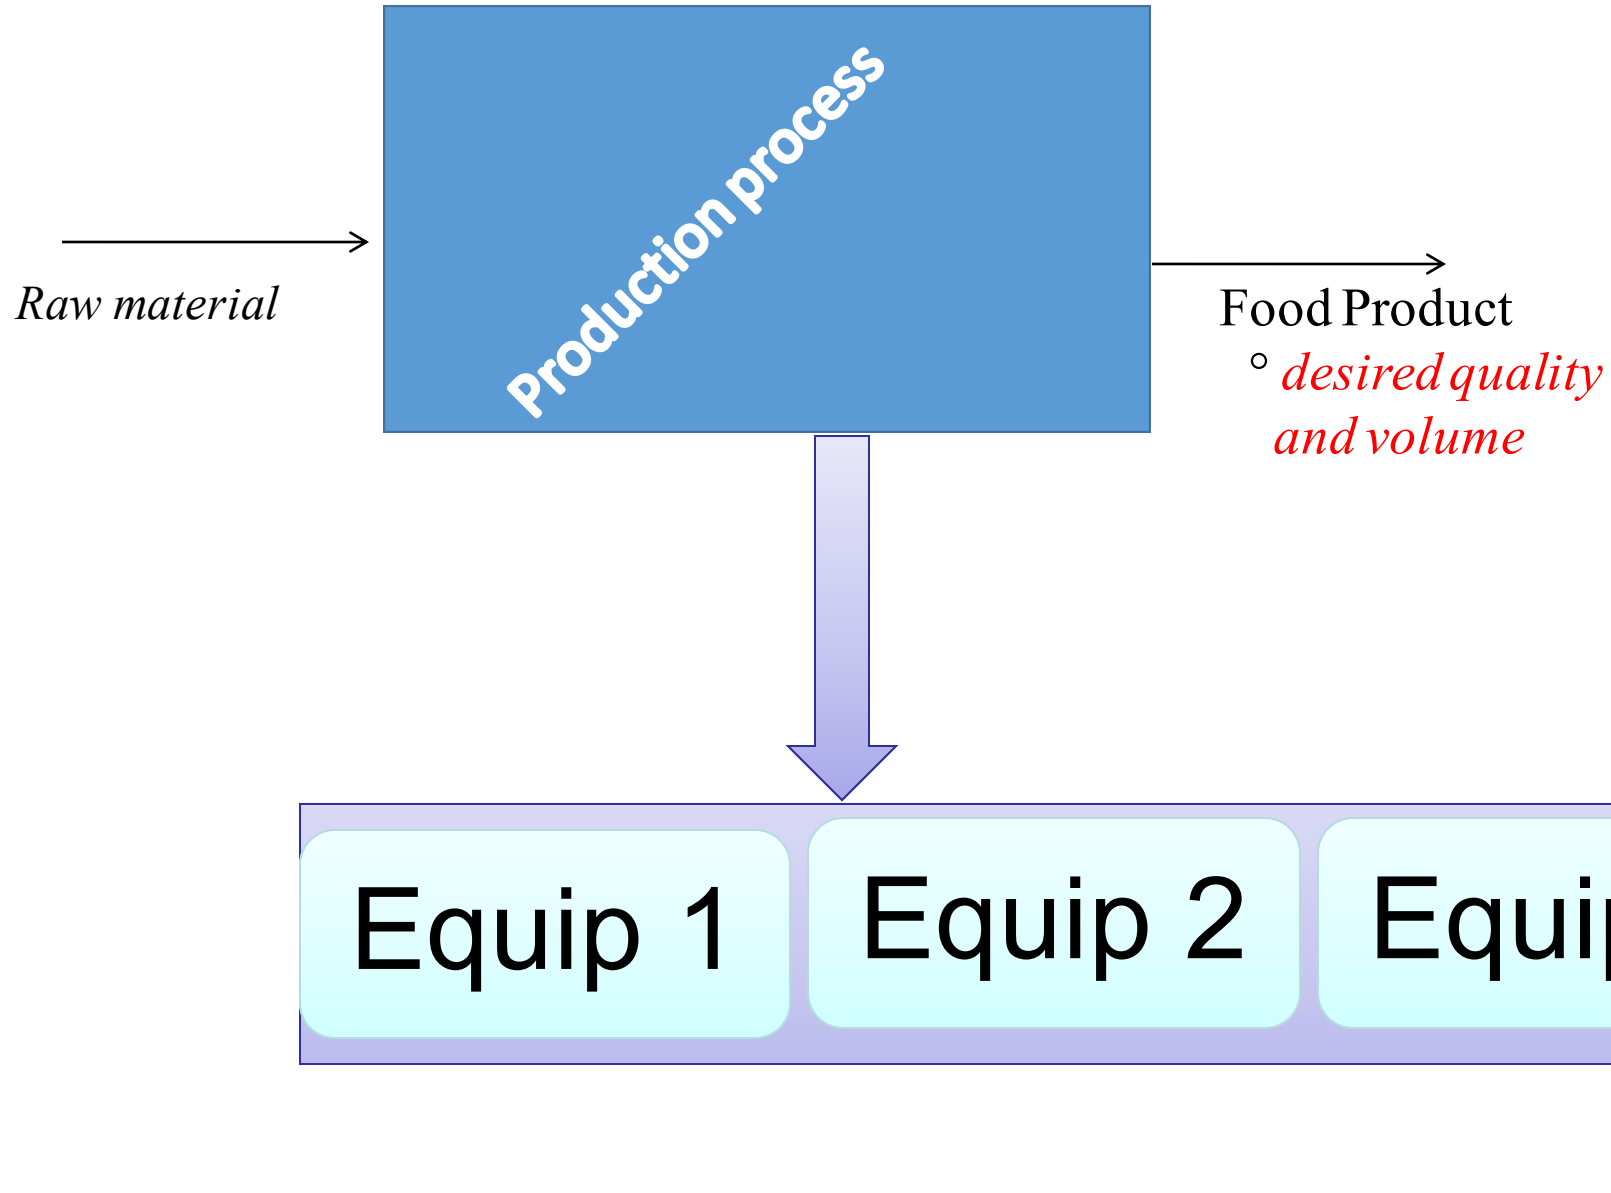 Production process
Raw material
Food Product
desired quality
and volume
Equip 1
Equip 2